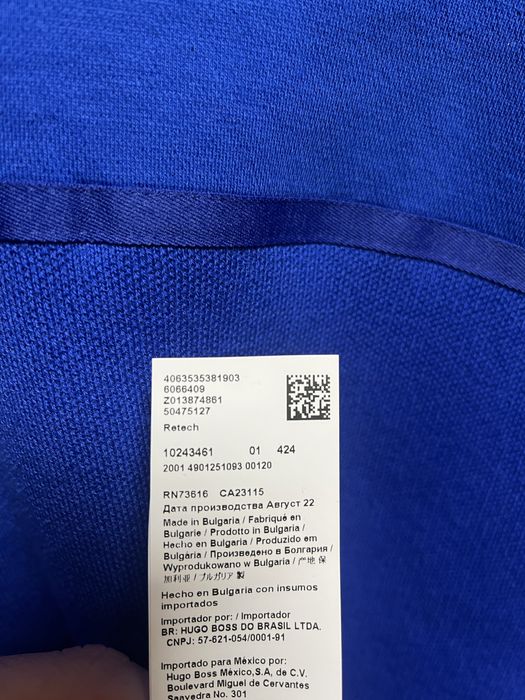 4063535381903
6066409
Z013874861
50475127
Retech
10243461 01 424
2001 4901251093 00120
RN73616 CA23115
Дата производства Август 22
Made in Bulgaria / Fabriqué en
Bulgarie / Prodotto in Bulgaria /
Hecho en Bulgaria / Produzido em
Bulgária / Произведено в Болгария /
Wyprodukowano w Bulgaria / 产地 保
加利亚 / ブルガリア 製
Hecho en Bulgaria con insumos
importados
Importado por: / Importador
BR: HUGO BOSS DO BRASIL LTDA.
CNPJ: 57-621-054/0001-91
Importado para México por:
Hugo Boss México,S.A, de C.V.
Boulevard Miguel de Cervantes
Saavedra No. 301